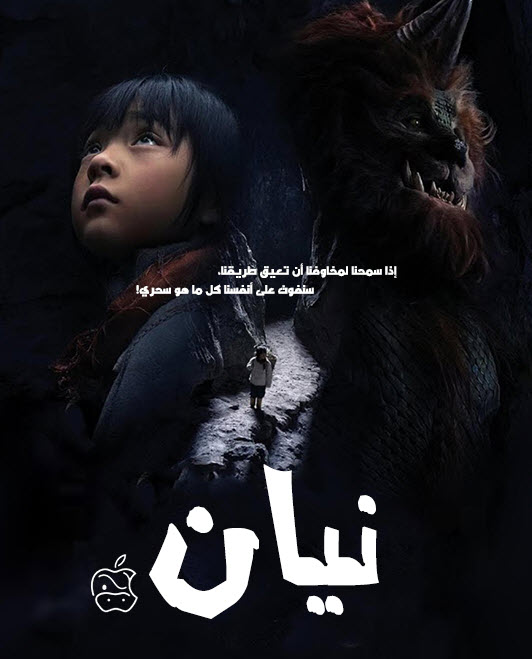 إذا سمحنا لمخاوفنا أن تعيق طريقنا،
سنفوت على أنفسنا كل ما هو سحري!
نيان